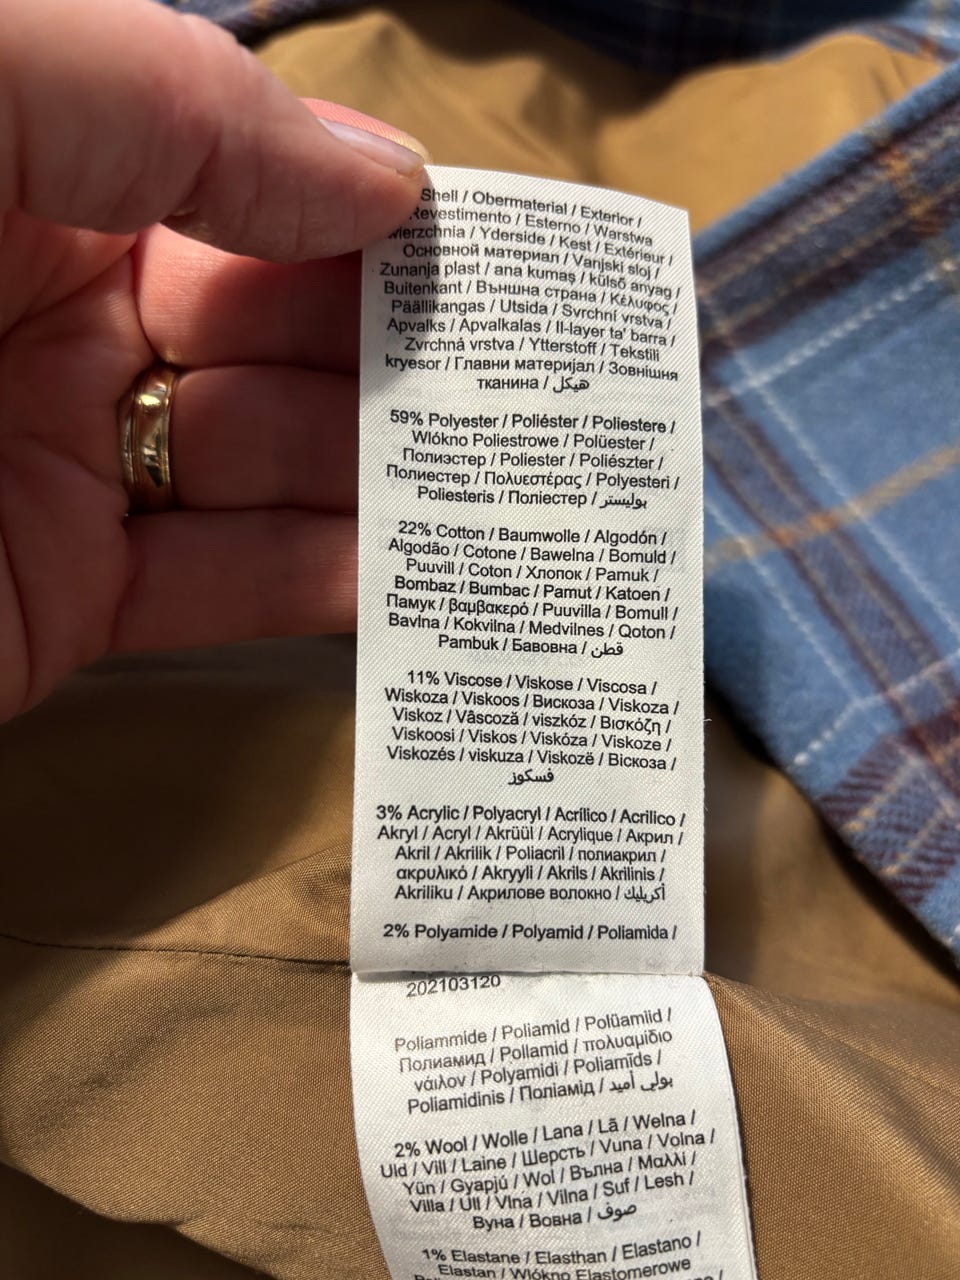 Shell / Obermaterial / Exterior /
Revestimento / Esterno / Warstwa
Wierzchnia / Yderside / Kest / Extérieur /
Основной материал / Vanjski sloj /
Zunanja plast / ana kumaş / külső anyag /
Buitenkant / Външна страна / Κέλυφος /
Päällikangas / Utsida / Svrchní vrstva /
Apvalks / Apvalkalas / Il-layer ta' barra /
Zvrchná vrstva / Ytterstoff / Tekstili
kryesor / Главни материјал / Зовнішня
тканина / هيكل
59% Polyester / Poliéster / Poliestere /
Wlókno Poliestrowe / Polüester /
Полиэстер / Poliester / Poliészter /
Полиестер / Πολυεστέρας / Polyesteri /
Poliesteris / Поліестер / بوليستر
22% Cotton / Baumwolle / Algodón /
Algodão / Cotone / Bawelna / Bomuld /
Puuvill / Coton / Хлопок / Pamuk /
Bombaz / Bumbac / Pamut / Katoen /
Памук / βαμβακερό / Puuvilla / Bomull /
Bavlna / Kokvilna / Medvilnes / Qoton /
Pambuk / Бавовна / قطن
11% Viscose / Viskose / Viscosa /
Wiskoza / Viskoos / Вискоза / Viskoza /
Viskoz / Vâscoză / viszkóz / Βισκόζη /
Viskoosi / Viskos / Viskóza / Viskoze /
Viskozés / viskuza / Viskozë / Віскоза /
فسكوز
3% Acrylic / Polyacryl / Acrílico / Acrilico /
Akryl / Acryl / Akrüül / Acrylique / Акрил /
Akril / Akrilik / Poliacril / полиакрил /
ακρυλικό / Akryyli / Akrils / Akrilinis /
Akriliku / Акрилове волокно / أكريليك
2% Polyamide / Polyamid / Poliamida /
202103120
Poliammide / Poliamid / Polüamiid /
Полиамид / Poliamid / πολυαμίδιο
νάιλον / Polyamidi / Poliamīds /
Poliamidinis / Поліамід / بولي أميد
2% Wool / Wolle / Lana / Lã / Welna /
Uld / Vill / Laine / Шерсть / Vuna / Volna /
Yün / Gyapjú / Wol / Вълна / Μαλλί /
Villa / Ull / Vlna / Vilna / Suf / Lesh /
Вуна / Вовна / صوف
1% Elastane / Elasthan / Elastano /
Elastan / Wlókno Elastomerowe